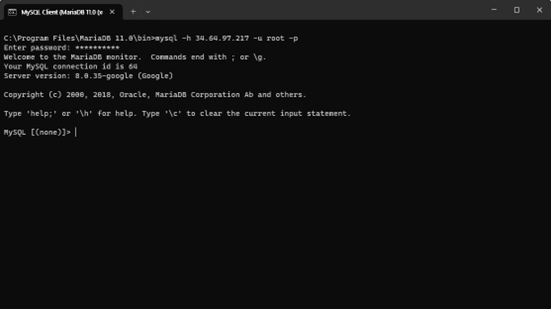 MySQL Client (MariaDB 11.0 (x
C:\Program Files\MariaDB 11.0\bin>mysql -h 34.64.97.217 -u root -p
Enter password: **********
Welcome to the MariaDB monitor.  Commands end with ; or \g.
Your MySQL connection id is 64
Server version: 8.0.35-google (Google)
Copyright (c) 2000, 2018, Oracle, MariaDB Corporation Ab and others.
Type 'help;' or '\h' for help. Type '\c' to clear the current input statement.
MySQL [(none)]>